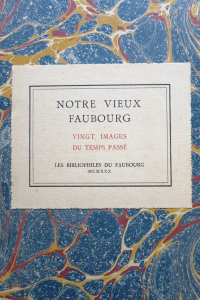 NOTRE VIEUX
FAUBOURG
VINGT IMAGES
DU TEMPS PASSÉ
LES BIBLIOPHILES DU FAUBOURG
MCMXXX